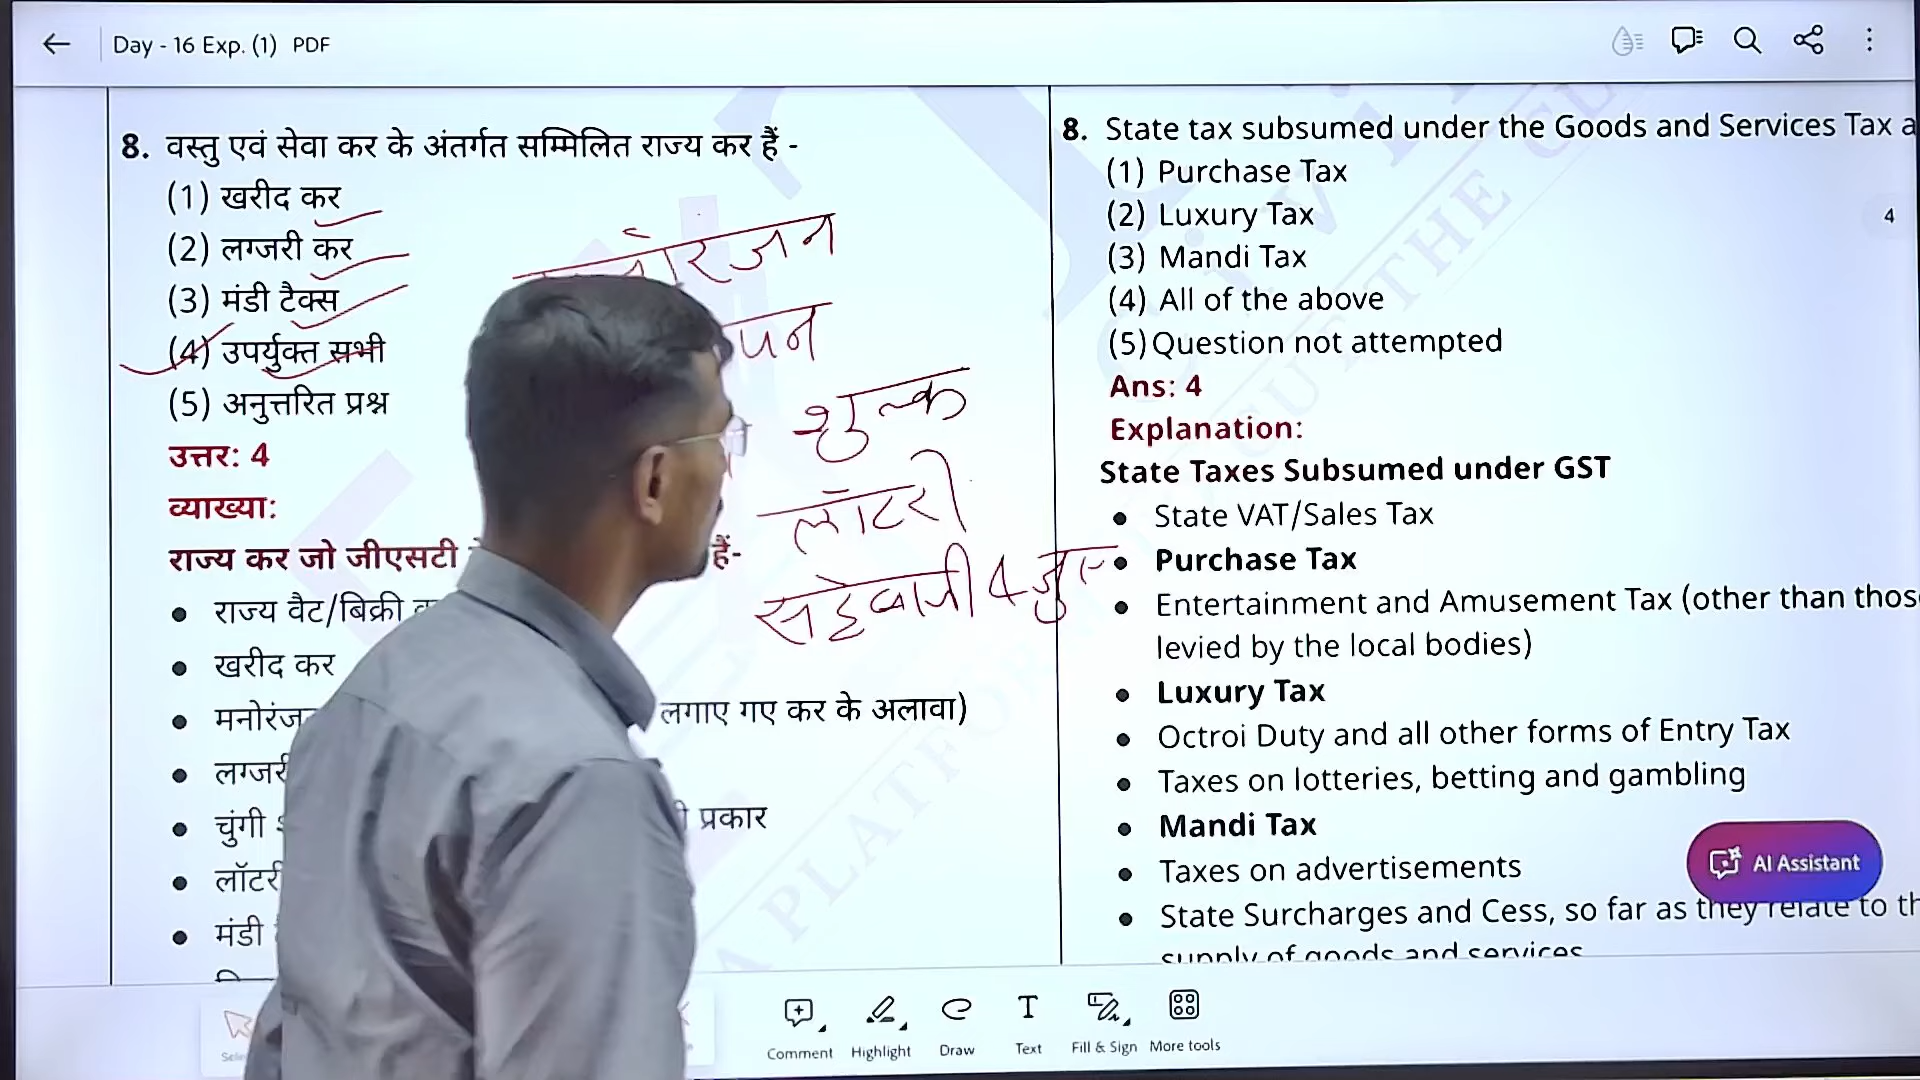 Day - 16 Exp. (1) PDF
8. वस्तु एवं सेवा कर के अंतर्गत सम्मिलित राज्य कर हैं -
(1) खरीद कर
(2) लग्जरी कर
(3) मंडी टैक्स
(4) उपर्युक्त सभी
(5) अनुत्तरित प्रश्न
उत्तर: 4
व्याख्या:
राज्य कर जो जीएसटी हैं-
राज्य वैट/बिक्री
खरीद कर
लगाए गए कर के अलावा)
चुंगी
प्रकार
मंडी
शुल्क
लॉटरी
8. State tax subsumed under the Goods and Services Tax
(1) Purchase Tax
(2) Luxury Tax
(3) Mandi Tax
(4) All of the above
(5) Question not attempted
Ans: 4
Explanation:
State Taxes Subsumed under GST
State VAT/Sales Tax
Purchase Tax
Entertainment and Amusement Tax (other than
levied by the local bodies)
Luxury Tax
Octroi Duty and all other forms of Entry Tax
Taxes on lotteries, betting and gambling
Mandi Tax
Taxes on advertisements
State Surcharges and Cess, so far as they relate to
supply of goods and services
4
AI Assistant
Comment Highlight Draw Text Fill & Sign More tools